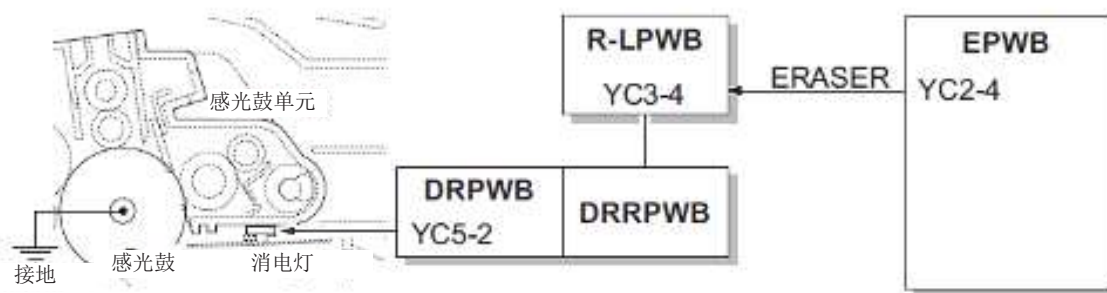 R-LPWB
YC3-4
ERASER
EPWB
YC2-4
感光鼓单元
DRPWB
YC5-2
DRRPWB
接地
感光鼓
消电灯